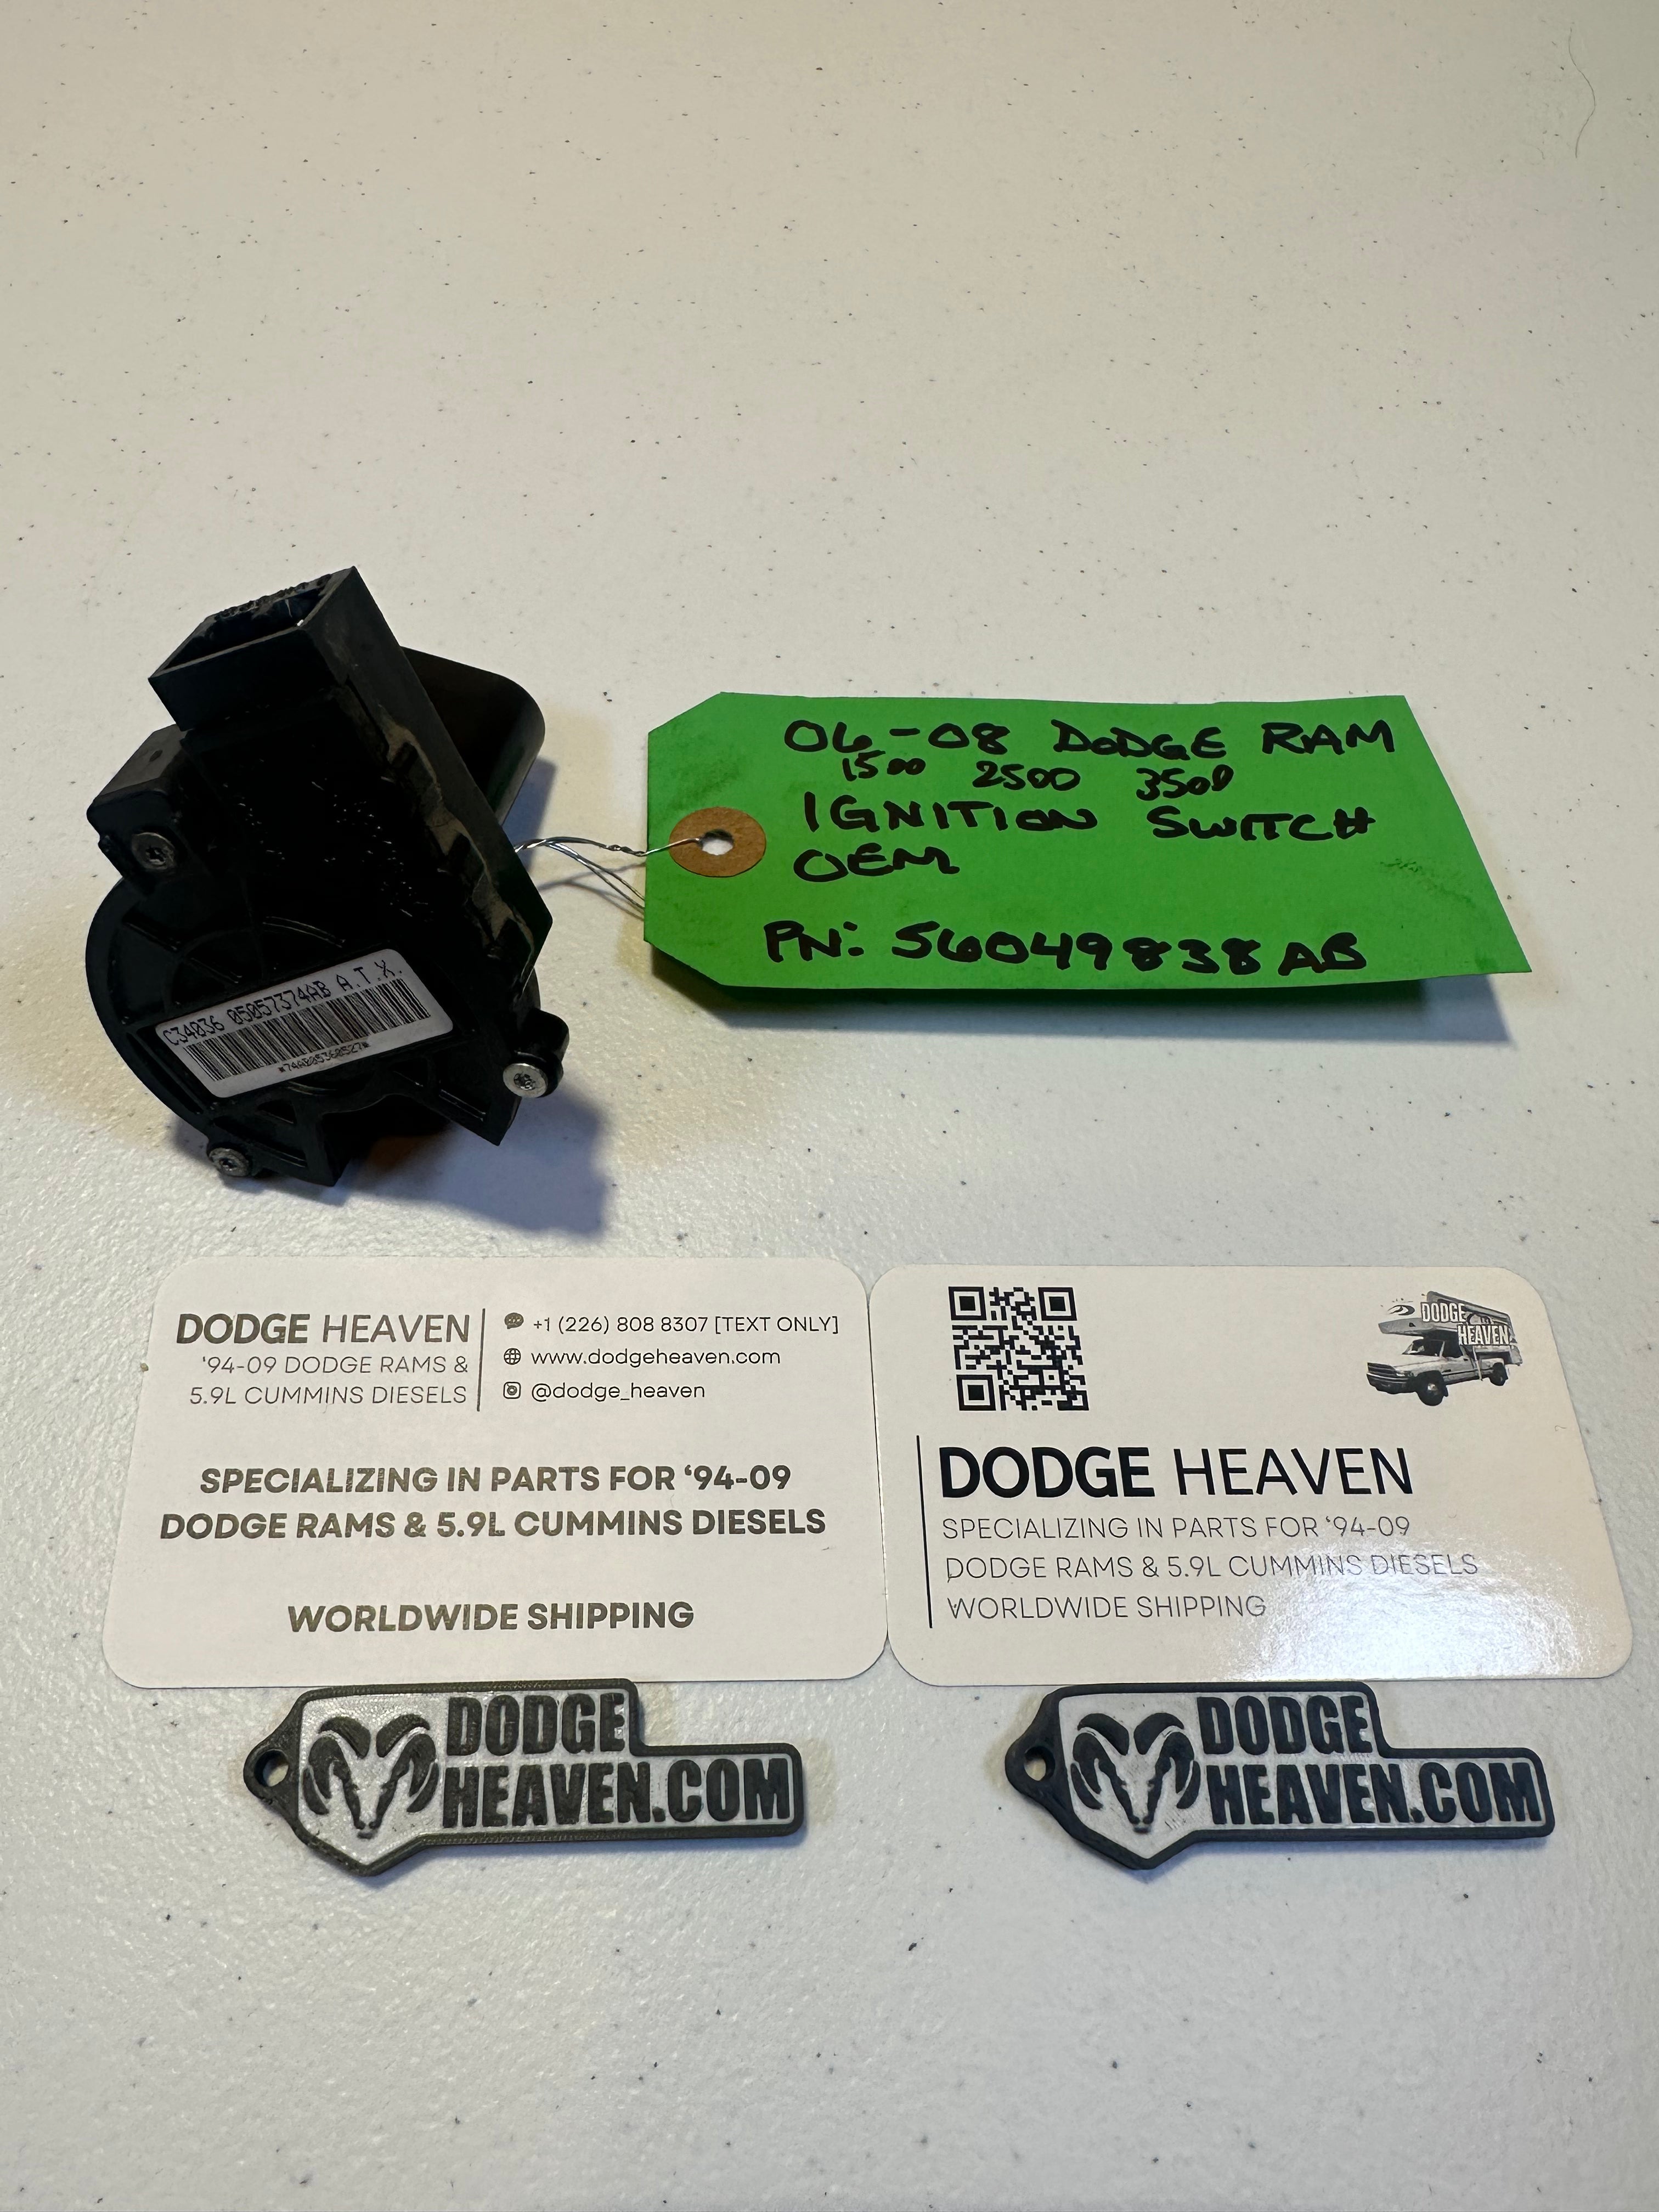 06-08 DODGE RAM
1500 2500 3500
IGNITION SWITCH
OEM
PN: 56049838AB
C34036 05057374AB A.T.X.
*74AB05360527*
DODGE HEAVEN
'94-09 DODGE RAMS &
5.9L CUMMINS DIESELS
+1 (226) 808 8307 [TEXT ONLY]
www.dodgeheaven.com
@dodge_heaven
SPECIALIZING IN PARTS FOR '94-09
DODGE RAMS & 5.9L CUMMINS DIESELS
WORLDWIDE SHIPPING
DODGE
HEAVEN
DODGE HEAVEN
SPECIALIZING IN PARTS FOR '94-09
DODGE RAMS & 5.9L CUMMINS DIESELS
WORLDWIDE SHIPPING
DODGE
HEAVEN.COM
DODGE
HEAVEN.COM